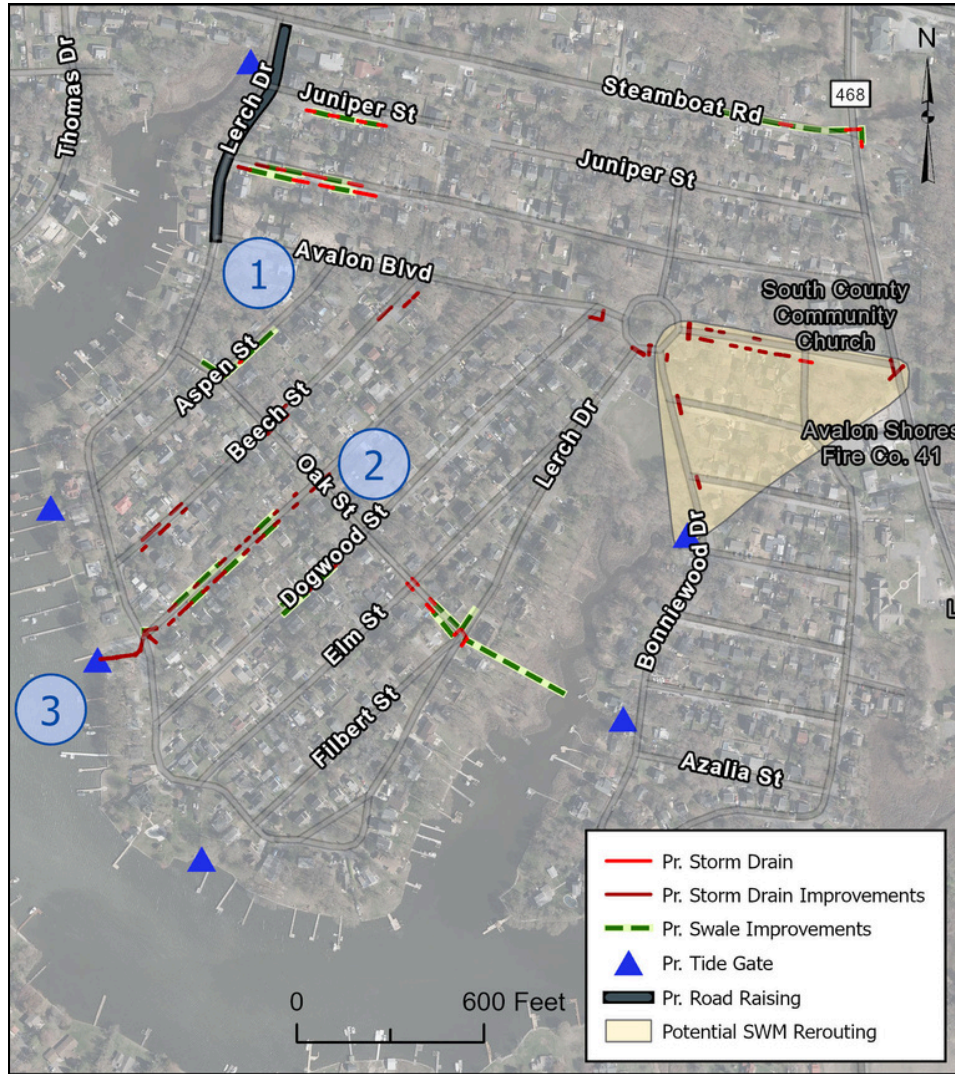 Thomas Dr
Lerch Dr
Juniper St
Steamboat Rd
468
N
Juniper St
1
Avalon Blvd
South County
Community
Church
Aspen St
Beech St
2
Oak St
Lerch Dr
Avalon Shores
Fire Co. 41
Dogwood St
Elm St
Bonniewood Dr
L
3
Filbert St
Azalia St
0
600 Feet
Pr. Storm Drain
Pr. Storm Drain Improvements
Pr. Swale Improvements
Pr. Tide Gate
Pr. Road Raising
Potential SWM Rerouting